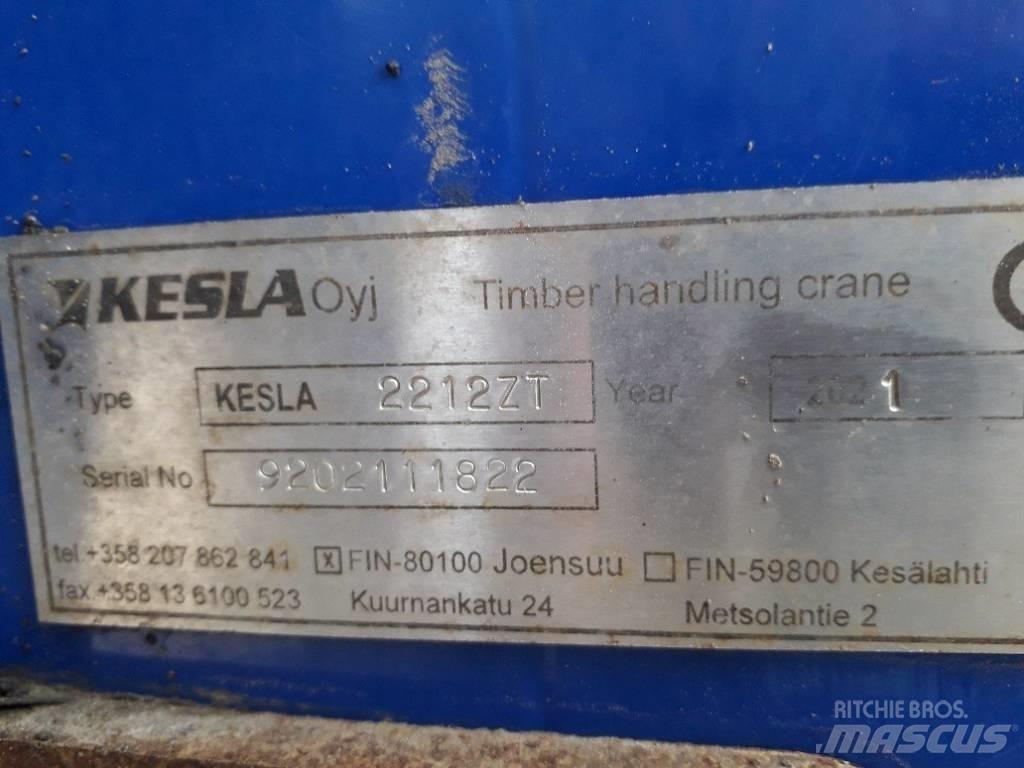 KESLA Oyj Timber handling crane
Type KESLA 2212ZT Year 2021
Serial No 9202111822
tel.+358 207 862 841 x FIN-80100 Joensuu FIN-59800 Kesälahti
fax.+358 13 6100 523 Kuurnankatu 24 Metsolantie 2
RITCHIE BROS.
MASCUS